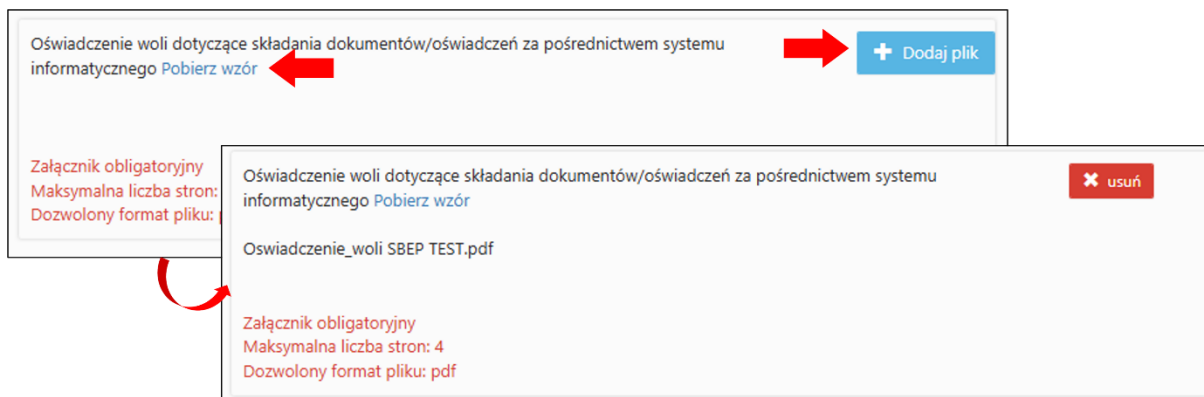 Oświadczenie woli dotyczące składania dokumentów/oświadczeń za pośrednictwem systemu
informatycznego Pobierz wzór
Dodaj plik
Załącznik obligatoryjny
Maksymalna liczba stron:
Dozwolony format pliku:
Oświadczenie woli dotyczące składania dokumentów/oświadczeń za pośrednictwem systemu
informatycznego Pobierz wzór
usuń
Oswiadczenie_woli SBEP TEST.pdf
Załącznik obligatoryjny
Maksymalna liczba stron: 4
Dozwolony format pliku: pdf